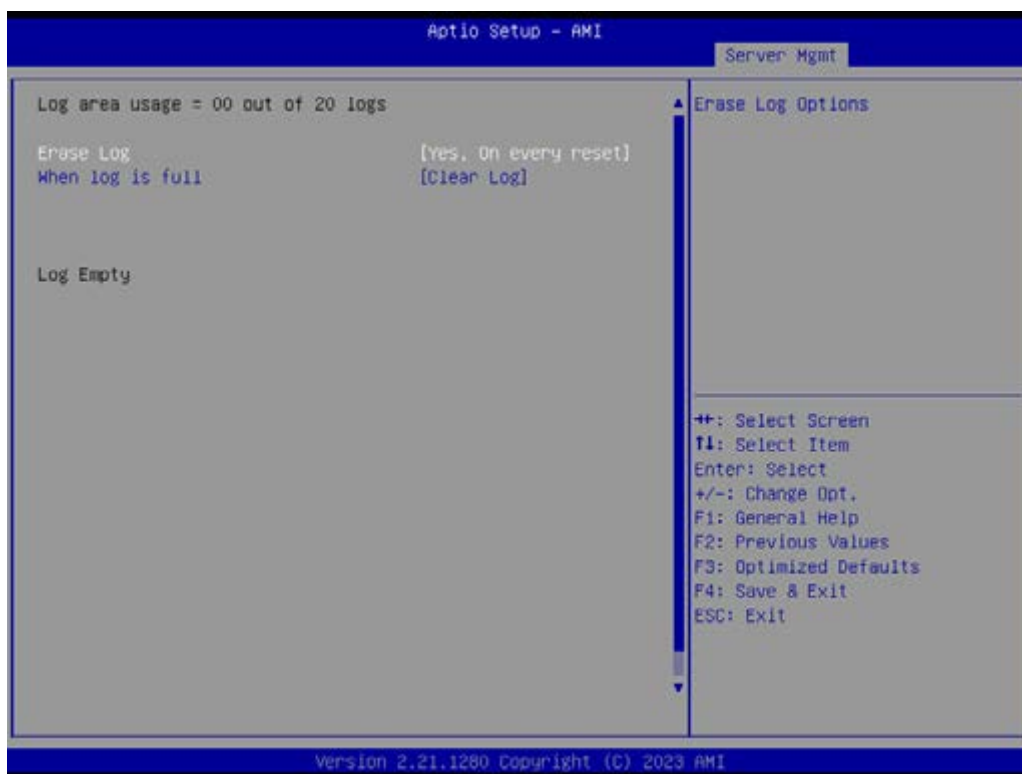 Aptio Setup – AMI
Server Mgmt
Log area usage = 00 out of 20 logs
Erase Log [Yes, On every reset]
When log is full [Clear Log]
Log Empty
Erase Log Options
→←: Select Screen
↑↓: Select Item
Enter: Select
+/-: Change Opt.
F1: General Help
F2: Previous Values
F3: Optimized Defaults
F4: Save & Exit
ESC: Exit
Version 2.21.1280 Copyright (C) 2023 AMI